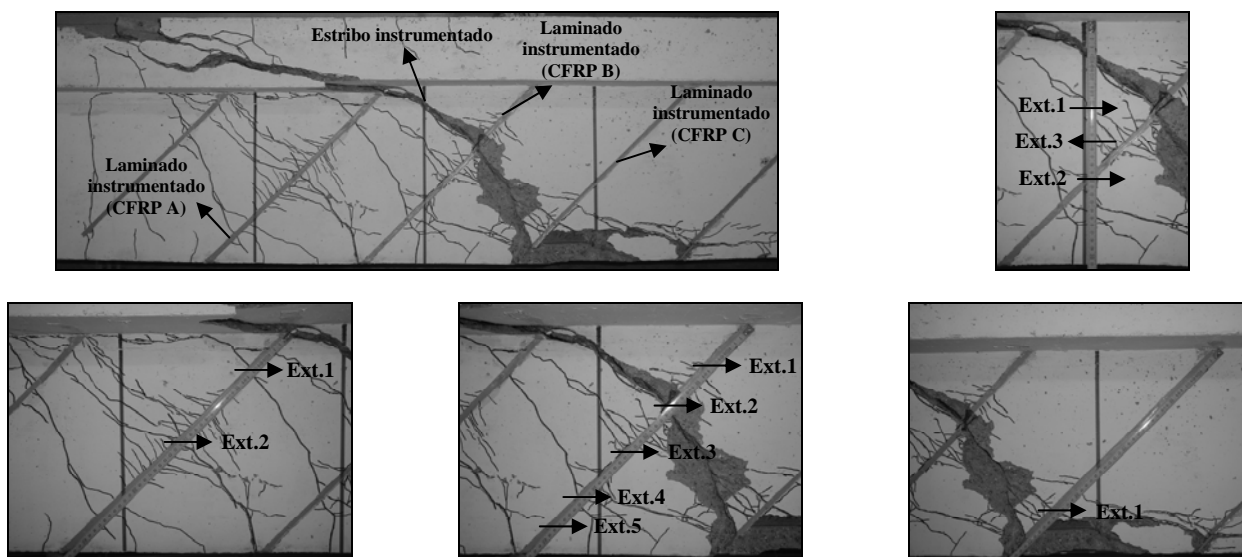 Estribo instrumentado
Laminado
instrumentado
(CFRP B)
Laminado
instrumentado
(CFRP C)
Laminado
instrumentado
(CFRP A)
Ext.1
Ext.3
Ext.2
Ext.1
Ext.2
Ext.1
Ext.2
Ext.3
Ext.4
Ext.5
Ext.1